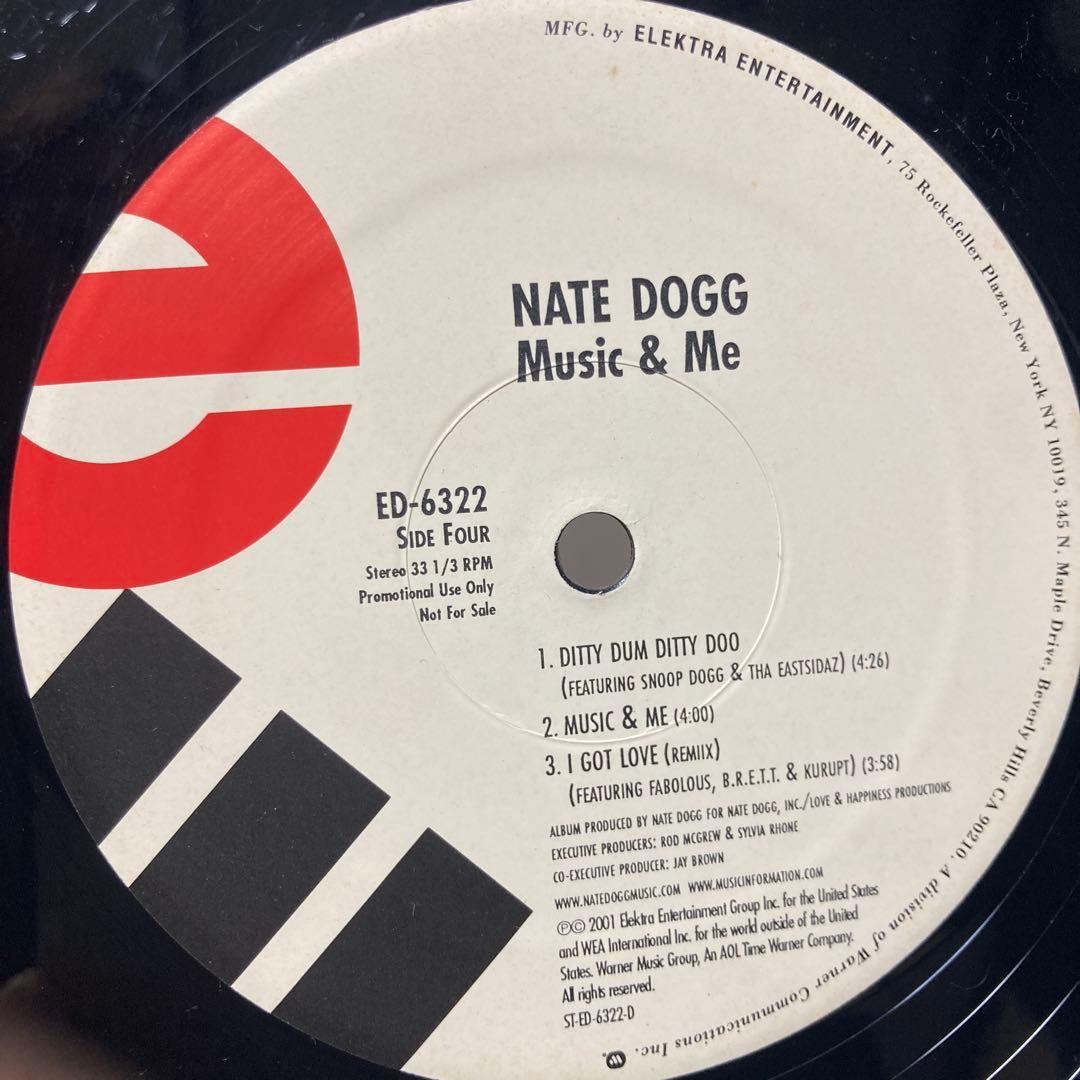 MFG. by ELEKTRA ENTERTAINMENT, 75 Rockefeller Plaza, New York NY 10019, 345 N. Maple Drive, Beverly Hills CA 90210. A division of Warner Communications Inc.
e
NATE DOGG
Music & Me
ED-6322
SIDE FOUR
Stereo 33 1/3 RPM
Promotional Use Only
Not For Sale
1. DITTY DUM DITTY DOO
(FEATURING SNOOP DOGG & THA EASTSIDAZ) (4:26)
2. MUSIC & ME (4:00)
3. I GOT LOVE (REMIIX)
(FEATURING FABOLOUS, B.R.E.T.T. & KURUPT) (3:58)
ALBUM PRODUCED BY NATE DOGG FOR NATE DOGG, INC./LOVE & HAPPINESS PRODUCTIONS
EXECUTIVE PRODUCERS: ROD MCGREW & SYLVIA RHONE
CO-EXECUTIVE PRODUCER: JAY BROWN
WWW.NATEDOGGMUSIC.COM WWW.MUSICINFORMATION.COM
℗© 2001 Elektra Entertainment Group Inc. for the United States
and WEA International Inc. for the world outside of the United
States. Warner Music Group, An AOL Time Warner Company.
All rights reserved.
ST-ED-6322-D